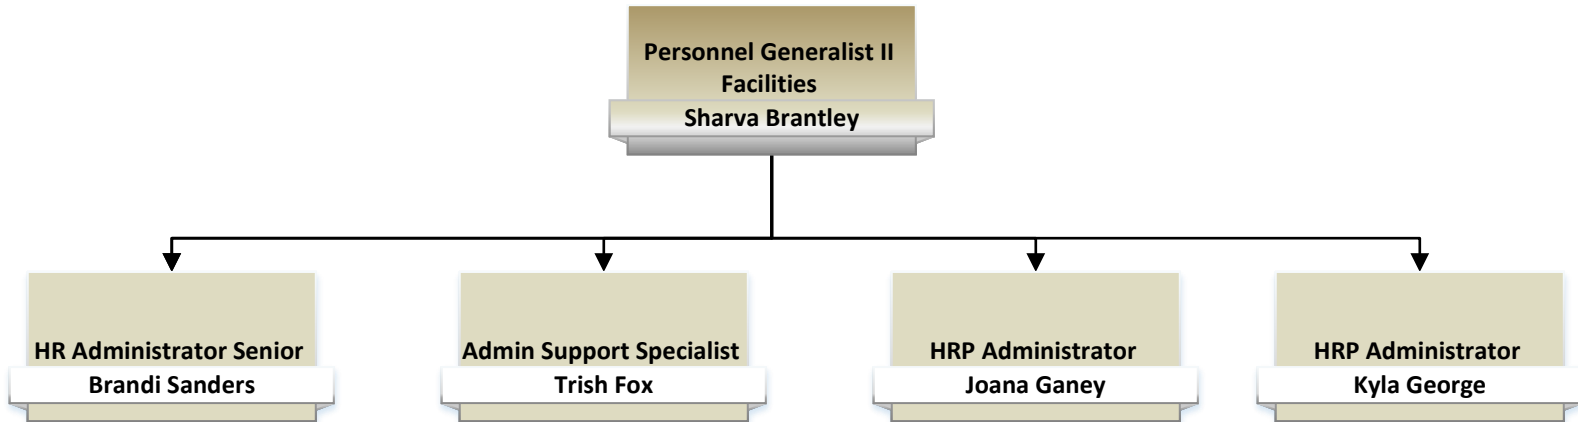 Personnel Generalist II
Facilities
Sharva Brantley
HR Administrator Senior
Brandi Sanders
Admin Support Specialist
Trish Fox
HRP Administrator
Joana Ganey
HRP Administrator
Kyla George